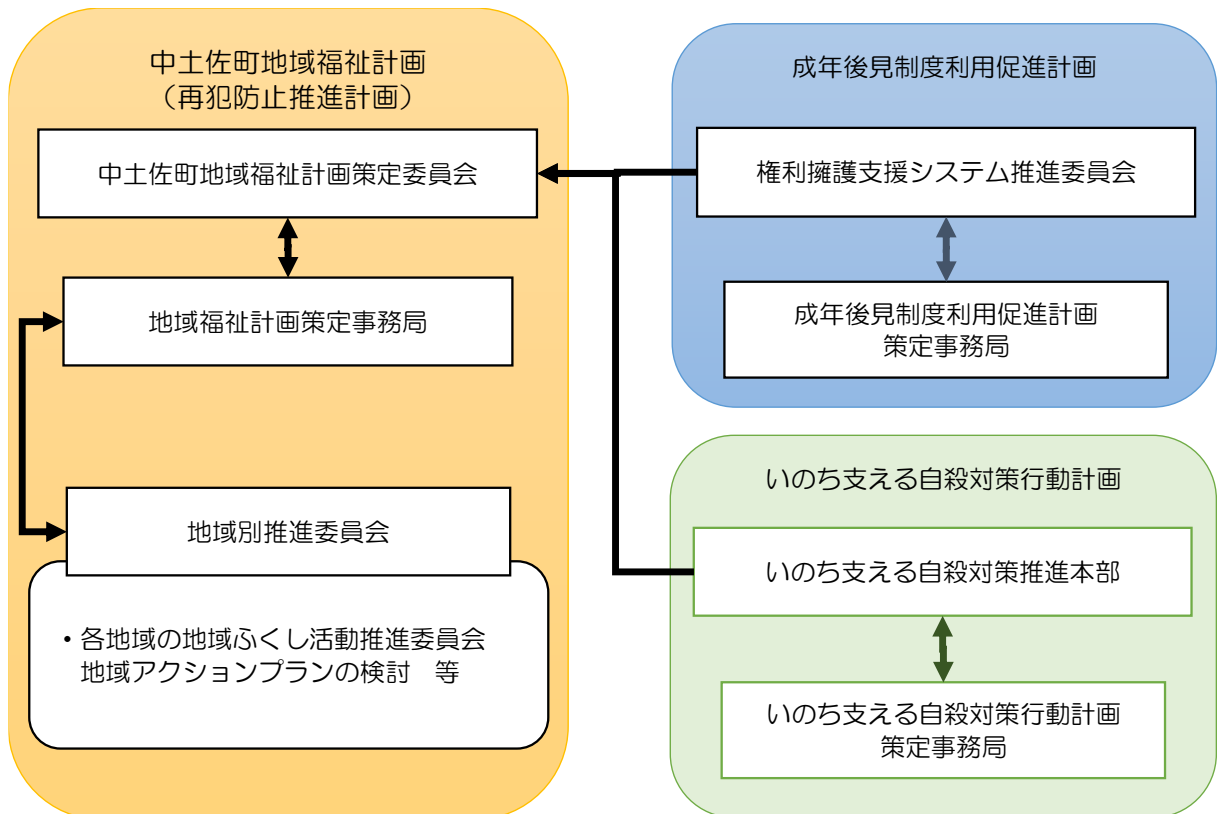 中土佐町地域福祉計画
（再犯防止推進計画）
中土佐町地域福祉計画策定委員会
地域福祉計画策定事務局
地域別推進委員会
・各地域の地域ふくし活動推進委員会
地域アクションプランの検討　等
成年後見制度利用促進計画
権利擁護支援システム推進委員会
成年後見制度利用促進計画
策定事務局
いのち支える自殺対策行動計画
いのち支える自殺対策推進本部
いのち支える自殺対策行動計画
策定事務局